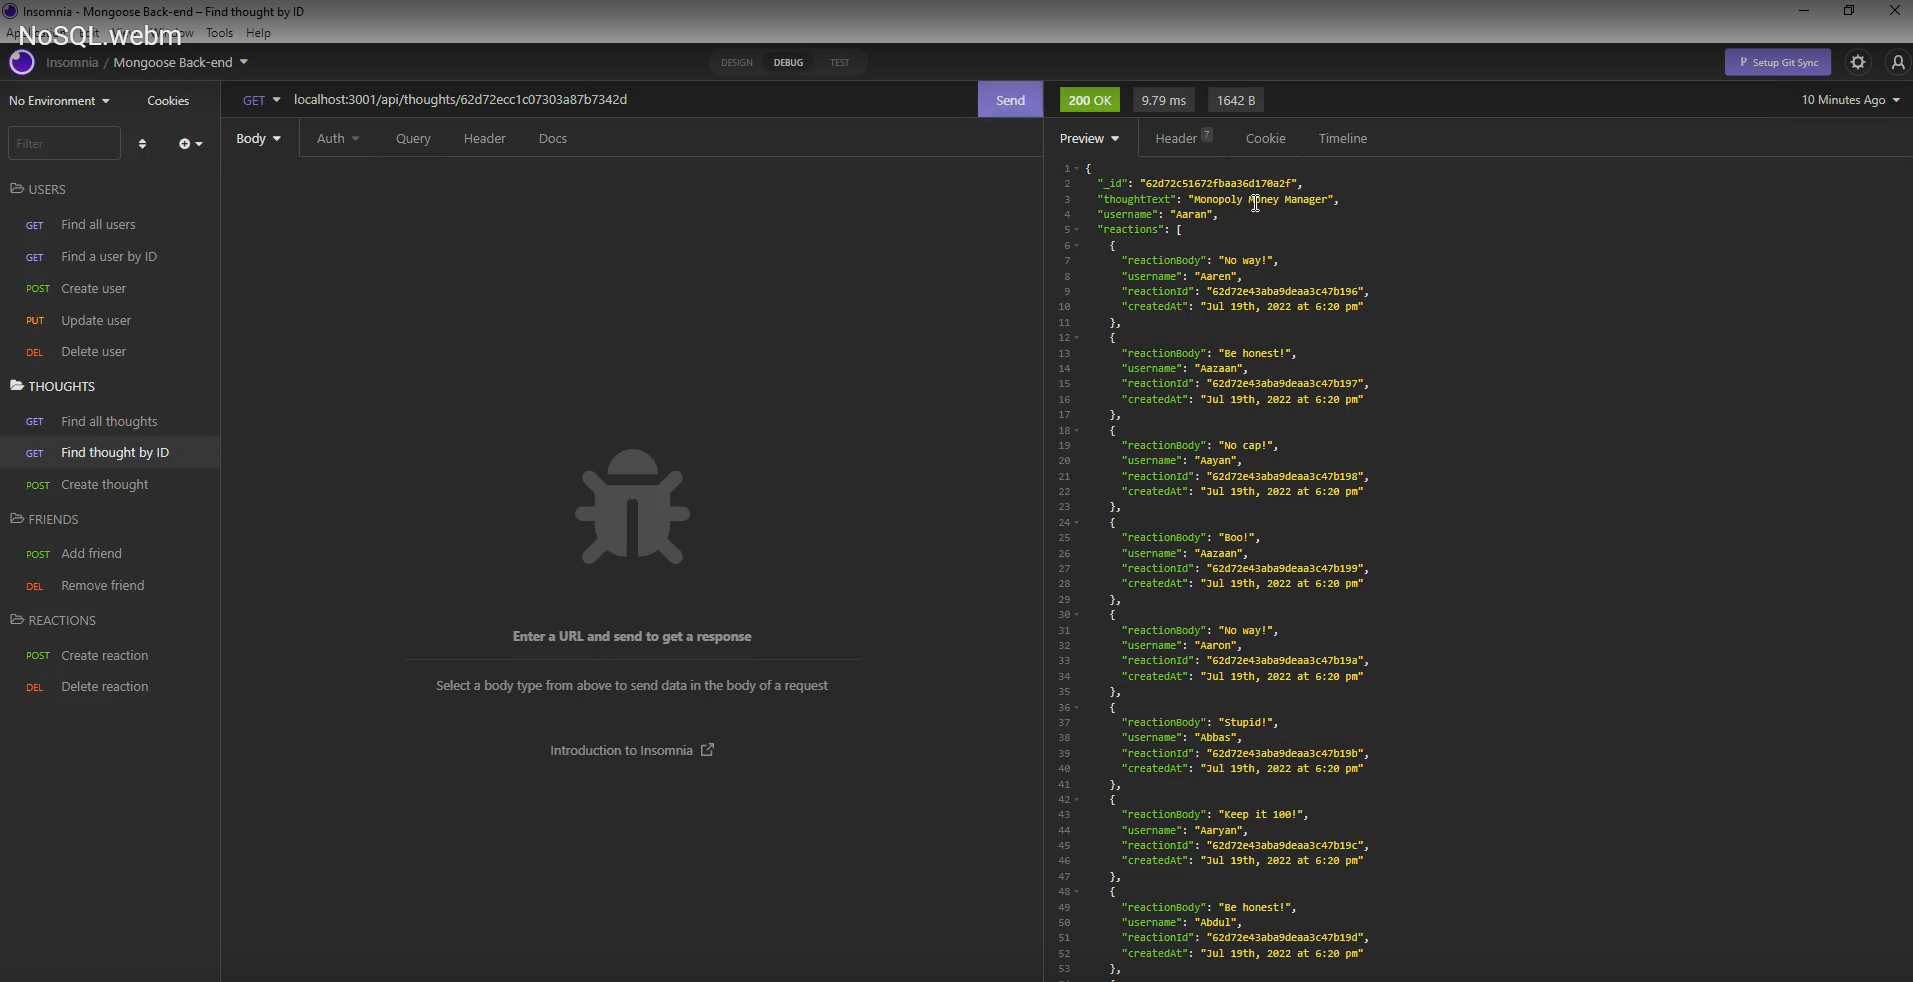 Insomnia - Mongoose Back-end – Find thought by ID
NoSQL.webm
Tools Help
Insomnia / Mongoose Back-end
DESIGN DEBUG TEST
Setup Git Sync
No Environment Cookies
GET localhost:3001/api/thoughts/62d72ecc1c07303a87b7342d Send
200 OK 9.79 ms 1642 B 10 Minutes Ago
Filter
Body Auth Query Header Docs
Preview Header 7 Cookie Timeline
USERS
GET Find all users
GET Find a user by ID
POST Create user
PUT Update user
DEL Delete user
THOUGHTS
GET Find all thoughts
GET Find thought by ID
POST Create thought
FRIENDS
POST Add friend
DEL Remove friend
REACTIONS
POST Create reaction
DEL Delete reaction
Enter a URL and send to get a response
Select a body type from above to send data in the body of a request
Introduction to Insomnia
1 {
2 "_id": "62d72c51672fbaa36d170a2f",
3 "thoughtText": "Monopoly Money Manager",
4 "username": "Aaran",
5 "reactions": [
6 {
7 "reactionBody": "No way!",
8 "username": "Aaren",
9 "reactionId": "62d72e43aba9deaa3c47b196",
10 "createdAt": "Jul 19th, 2022 at 6:20 pm"
11 },
12 {
13 "reactionBody": "Be honest!",
14 "username": "Aazaan",
15 "reactionId": "62d72e43aba9deaa3c47b197",
16 "createdAt": "Jul 19th, 2022 at 6:20 pm"
17 },
18 {
19 "reactionBody": "No cap!",
20 "username": "Aayan",
21 "reactionId": "62d72e43aba9deaa3c47b198",
22 "createdAt": "Jul 19th, 2022 at 6:20 pm"
23 },
24 {
25 "reactionBody": "Boo!",
26 "username": "Aazaan",
27 "reactionId": "62d72e43aba9deaa3c47b199",
28 "createdAt": "Jul 19th, 2022 at 6:20 pm"
29 },
30 {
31 "reactionBody": "No way!",
32 "username": "Aaron",
33 "reactionId": "62d72e43aba9deaa3c47b19a",
34 "createdAt": "Jul 19th, 2022 at 6:20 pm"
35 },
36 {
37 "reactionBody": "Stupid!",
38 "username": "Abbas",
39 "reactionId": "62d72e43aba9deaa3c47b19b",
40 "createdAt": "Jul 19th, 2022 at 6:20 pm"
41 },
42 {
43 "reactionBody": "Keep it 100!",
44 "username": "Aaryan",
45 "reactionId": "62d72e43aba9deaa3c47b19c",
46 "createdAt": "Jul 19th, 2022 at 6:20 pm"
47 },
48 {
49 "reactionBody": "Be honest!",
50 "username": "Abdul",
51 "reactionId": "62d72e43aba9deaa3c47b19d",
52 "createdAt": "Jul 19th, 2022 at 6:20 pm"
53 },